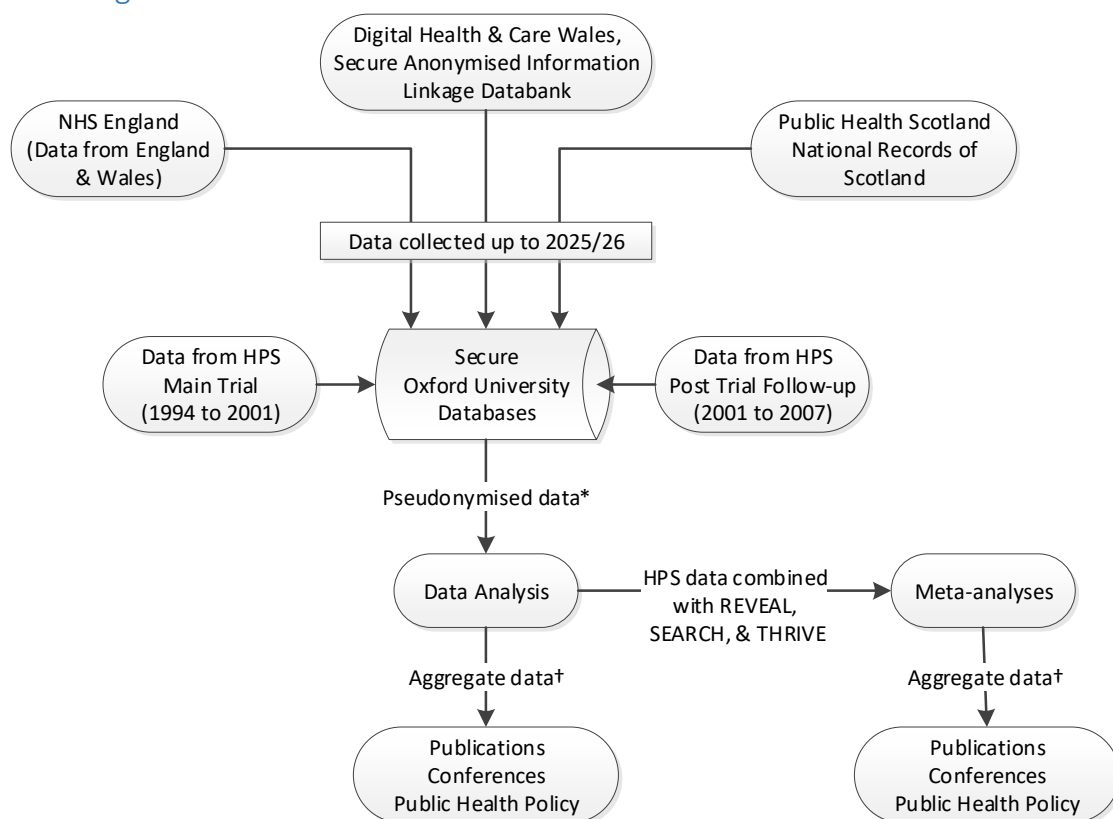 Digital Health & Care Wales,
Secure Anonymised Information
Linkage Databank
NHS England
(Data from England
& Wales)
Public Health Scotland
National Records of
Scotland
Data collected up to 2025/26
Data from HPS
Main Trial
(1994 to 2001)
Secure
Oxford University
Databases
Data from HPS
Post Trial Follow-up
(2001 to 2007)
Pseudonymised data*
Data Analysis
HPS data combined
with REVEAL,
SEARCH, & THRIVE
Meta-analyses
Aggregate data†
Aggregate data†
Publications
Conferences
Public Health Policy
Publications
Conferences
Public Health Policy